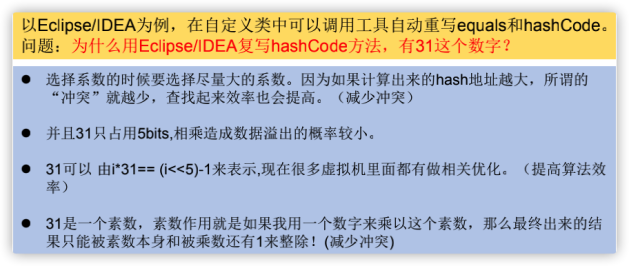 以Eclipse/IDEA为例，在自定义类中可以调用工具自动重写equals和hashCode。
问题：为什么用Eclipse/IDEA复写hashCode方法，有31这个数字？
● 选择系数的时候要选择尽量大的系数。因为如果计算出来的hash地址越大，所谓的
“冲突”就越少，查找起来效率也会提高。（减少冲突）
● 并且31只占用5bits,相乘造成数据溢出的概率较小。
● 31可以 由i*31== (i<<5)-1来表示,现在很多虚拟机里面都有做相关优化。（提高算法效
率）
● 31是一个素数，素数作用就是如果我用一个数字来乘以这个素数，那么最终出来的结
果只能被素数本身和被乘数还有1来整除！(减少冲突)